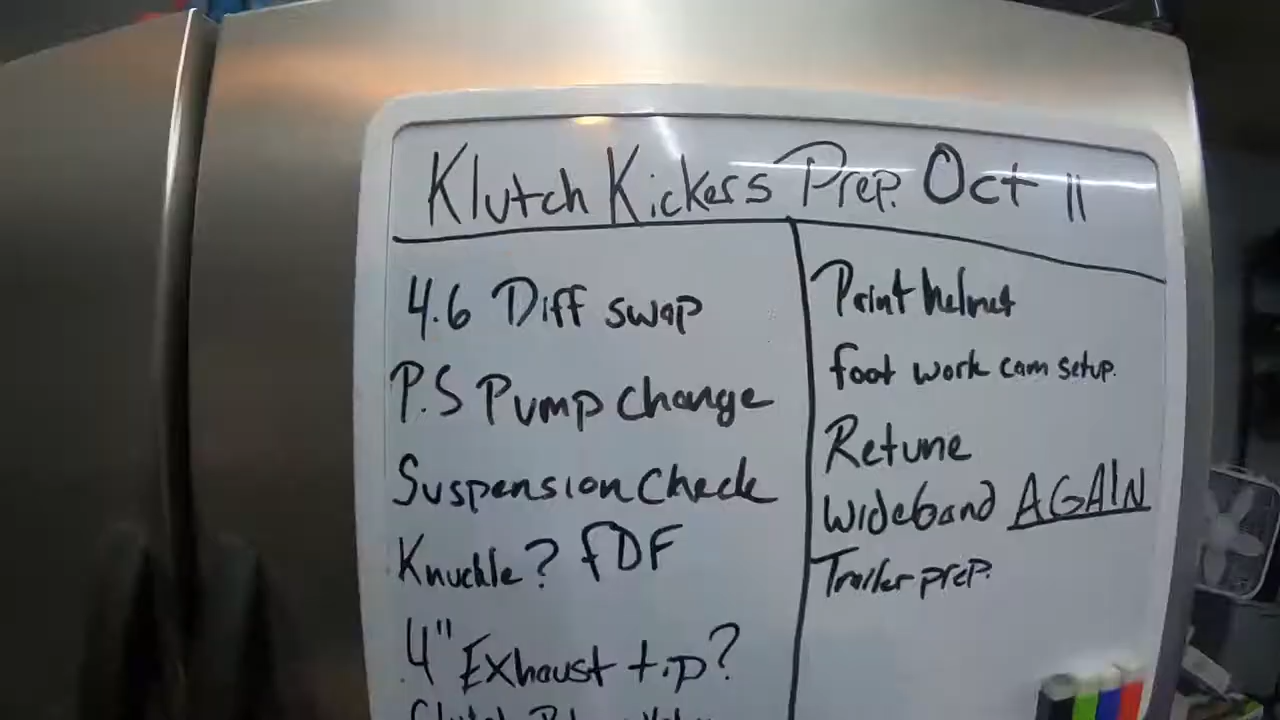 Klutch Kickers Prep. Oct 11
4.6 Diff swap
P.S Pump change
Suspension Check
Knuckle? FDF
4" Exhaust tip?
Paint helmet
foot work cam setup.
Retune
Wideband AGAIN
Trailer prep.